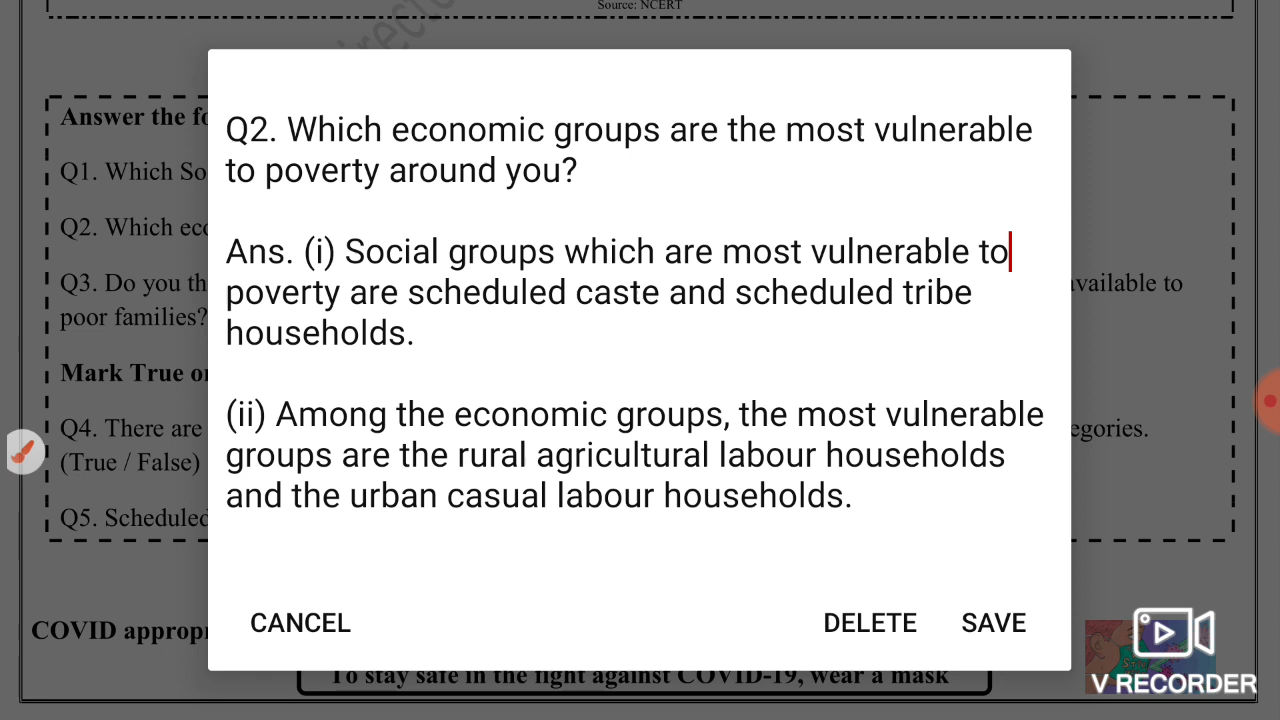 Source: NCERT
Answer the fo
Q1. Which So
Q2. Which eco
Q3. Do you th
vailable to
poor families?
Mark True or
Q4. There are
egories.
(True / False)
Q5. Scheduled
Q2. Which economic groups are the most vulnerable
to poverty around you?
Ans. (i) Social groups which are most vulnerable to
poverty are scheduled caste and scheduled tribe
households.
(ii) Among the economic groups, the most vulnerable
groups are the rural agricultural labour households
and the urban casual labour households.
CANCEL
DELETE
SAVE
COVID appropr
To stay safe in the fight against COVID-19, wear a mask
V RECORDER